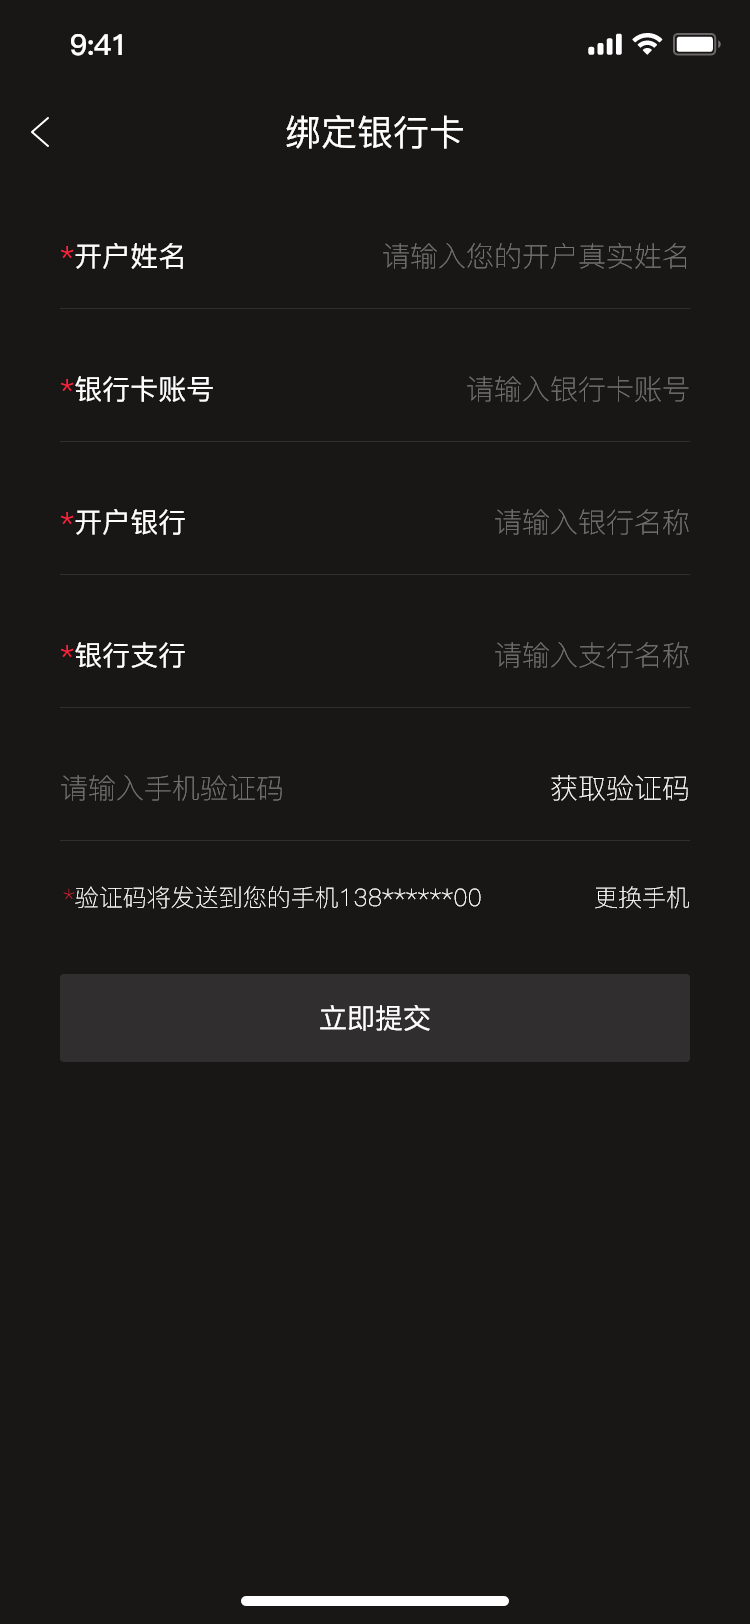 9:41
绑定银行卡
*开户姓名 请输入您的开户真实姓名
*银行卡账号 请输入银行卡账号
*开户银行 请输入银行名称
*银行支行 请输入支行名称
请输入手机验证码 获取验证码
*验证码将发送到您的手机138******00 更换手机
立即提交